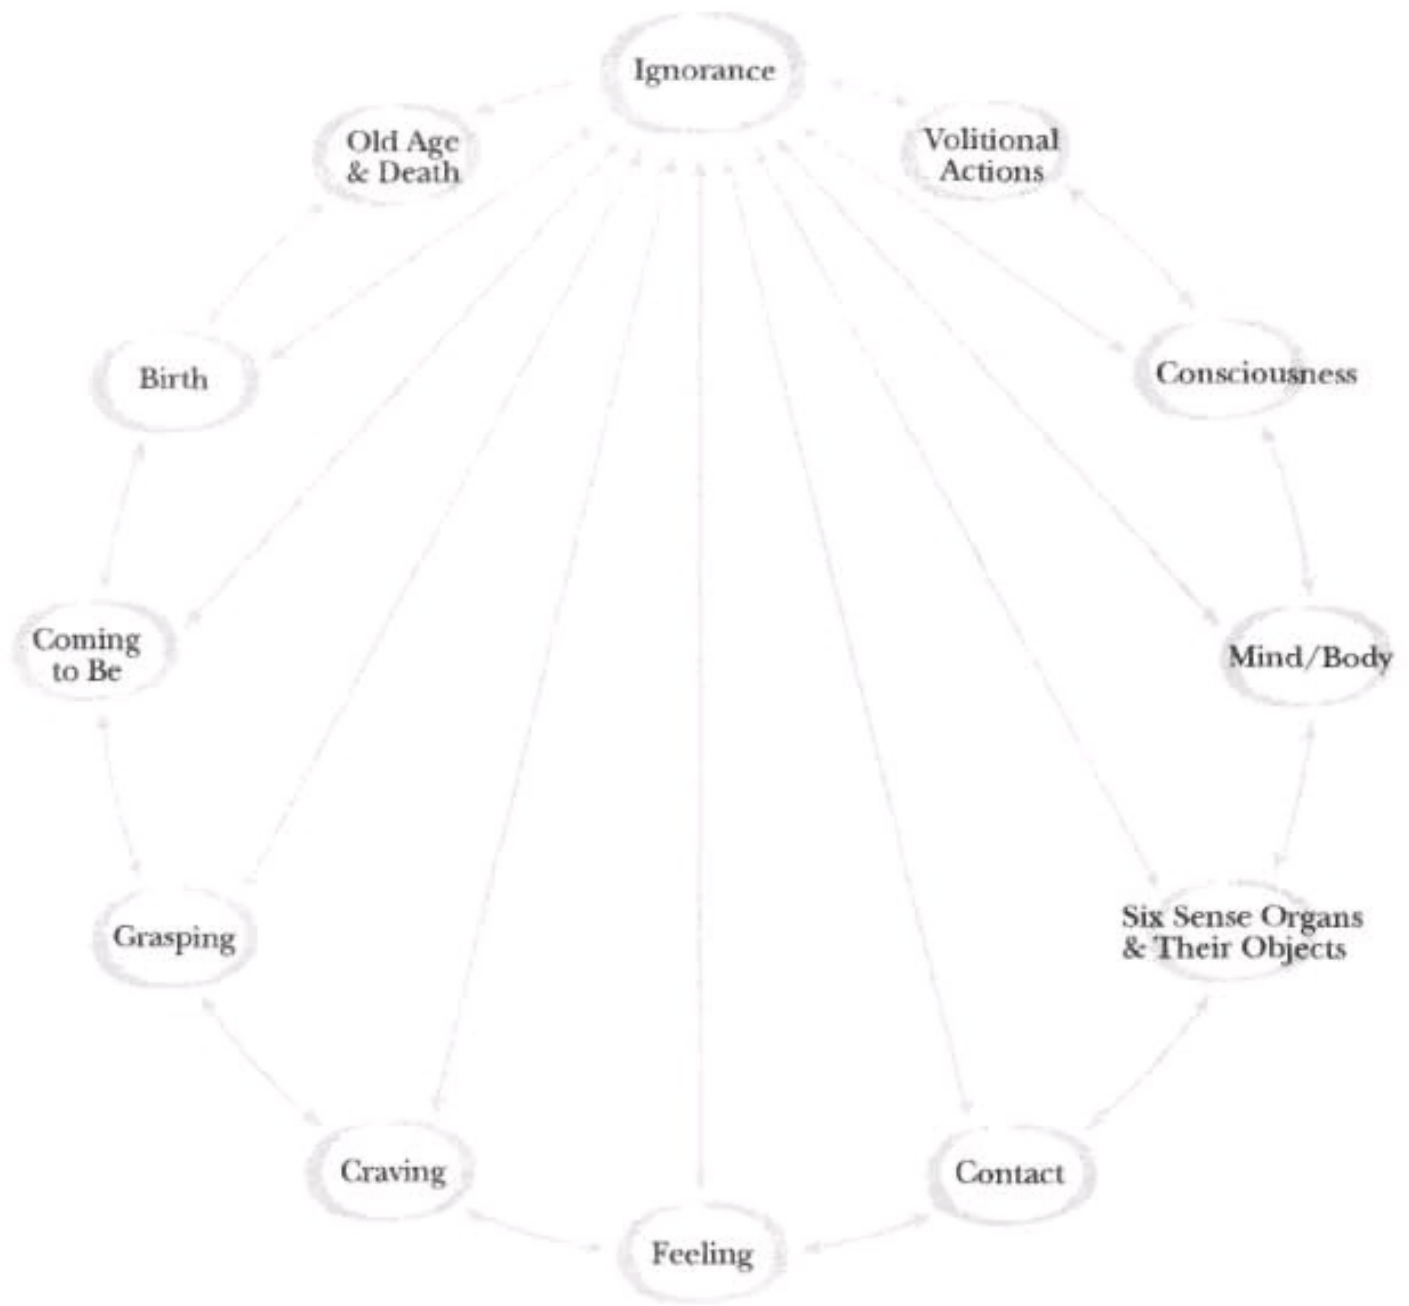 Ignorance
Volitional
Actions
Consciousness
Mind/Body
Six Sense Organs
& Their Objects
Contact
Feeling
Craving
Grasping
Coming
to Be
Birth
Old Age
& Death